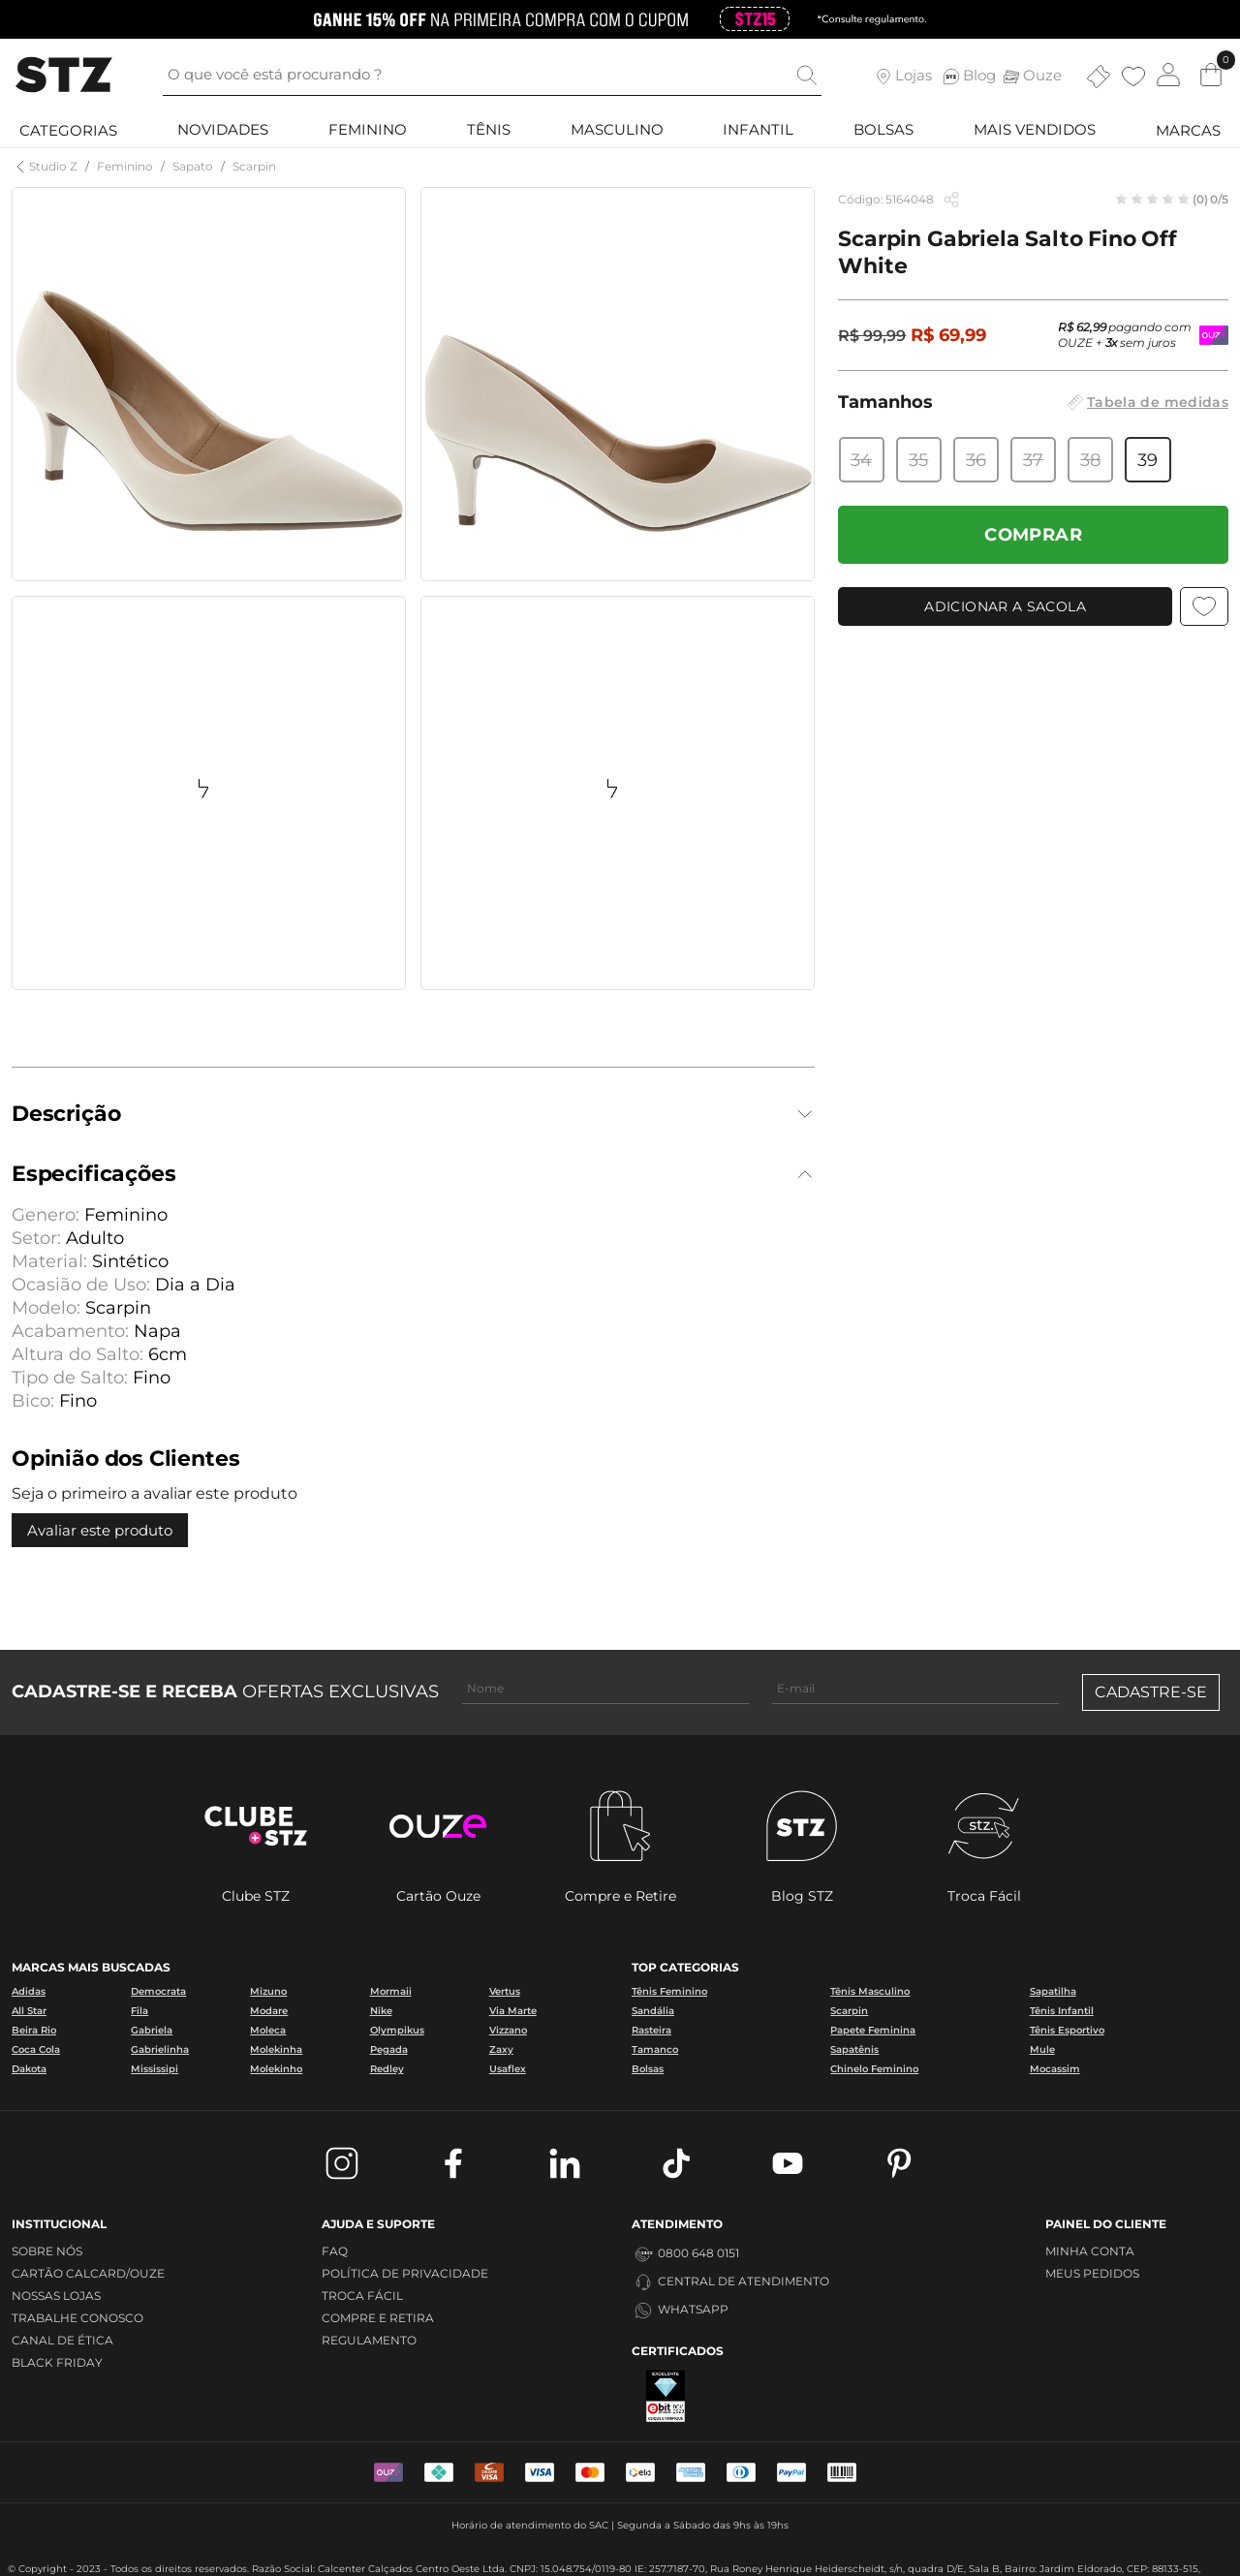 GANHE 15% OFF NA PRIMEIRA COMPRA COM O CUPOM STZ15 *Consulte regulamento.
STZ
O que você está procurando ?
Lojas
Blog
Ouze
0
CATEGORIAS NOVIDADES FEMININO TÊNIS MASCULINO INFANTIL BOLSAS MAIS VENDIDOS MARCAS
Studio Z / Feminino / Sapato / Scarpin
Código: 5164048
(0) 0/5
Scarpin Gabriela Salto Fino Off
White
R$ 99,99 R$ 69,99
R$ 62,99 pagando com
OUZE + 3x sem juros
Tamanhos
Tabela de medidas
34 35 36 37 38 39
COMPRAR
ADICIONAR A SACOLA
Descrição
Especificações
Genero: Feminino
Setor: Adulto
Material: Sintético
Ocasião de Uso: Dia a Dia
Modelo: Scarpin
Acabamento: Napa
Altura do Salto: 6cm
Tipo de Salto: Fino
Bico: Fino
Opinião dos Clientes
Seja o primeiro a avaliar este produto
Avaliar este produto
CADASTRE-SE E RECEBA OFERTAS EXCLUSIVAS
Nome
E-mail
CADASTRE-SE
CLUBE
+STZ
ouze
STZ
stz.
Clube STZ
Cartão Ouze
Compre e Retire
Blog STZ
Troca Fácil
MARCAS MAIS BUSCADAS
Adidas Democrata Mizuno Mormaii Vertus
All Star Fila Modare Nike Via Marte
Beira Rio Gabriela Moleca Olympikus Vizzano
Coca Cola Gabrielinha Molekinha Pegada Zaxy
Dakota Mississipi Molekinho Redley Usaflex
TOP CATEGORIAS
Tênis Feminino Tênis Masculino Sapatilha
Sandália Scarpin Tênis Infantil
Rasteira Papete Feminina Tênis Esportivo
Tamanco Sapatênis Mule
Bolsas Chinelo Feminino Mocassim
INSTITUCIONAL
SOBRE NÓS
CARTÃO CALCARD/OUZE
NOSSAS LOJAS
TRABALHE CONOSCO
CANAL DE ÉTICA
BLACK FRIDAY
AJUDA E SUPORTE
FAQ
POLÍTICA DE PRIVACIDADE
TROCA FÁCIL
COMPRE E RETIRA
REGULAMENTO
ATENDIMENTO
0800 648 0151
CENTRAL DE ATENDIMENTO
WHATSAPP
CERTIFICADOS
EXCELENTE
ebit
PAINEL DO CLIENTE
MINHA CONTA
MEUS PEDIDOS
VISA
VISA
elo
PayPal
Horário de atendimento do SAC | Segunda a Sábado das 9hs às 19hs
© Copyright - 2023 - Todos os direitos reservados. Razão Social: Calcenter Calçados Centro Oeste Ltda. CNPJ: 15.048.754/0119-80 IE: 257.7187-70, Rua Roney Henrique Heiderscheidt, s/n, quadra D/E, Sala B, Bairro: Jardim Eldorado, CEP: 88133-515,